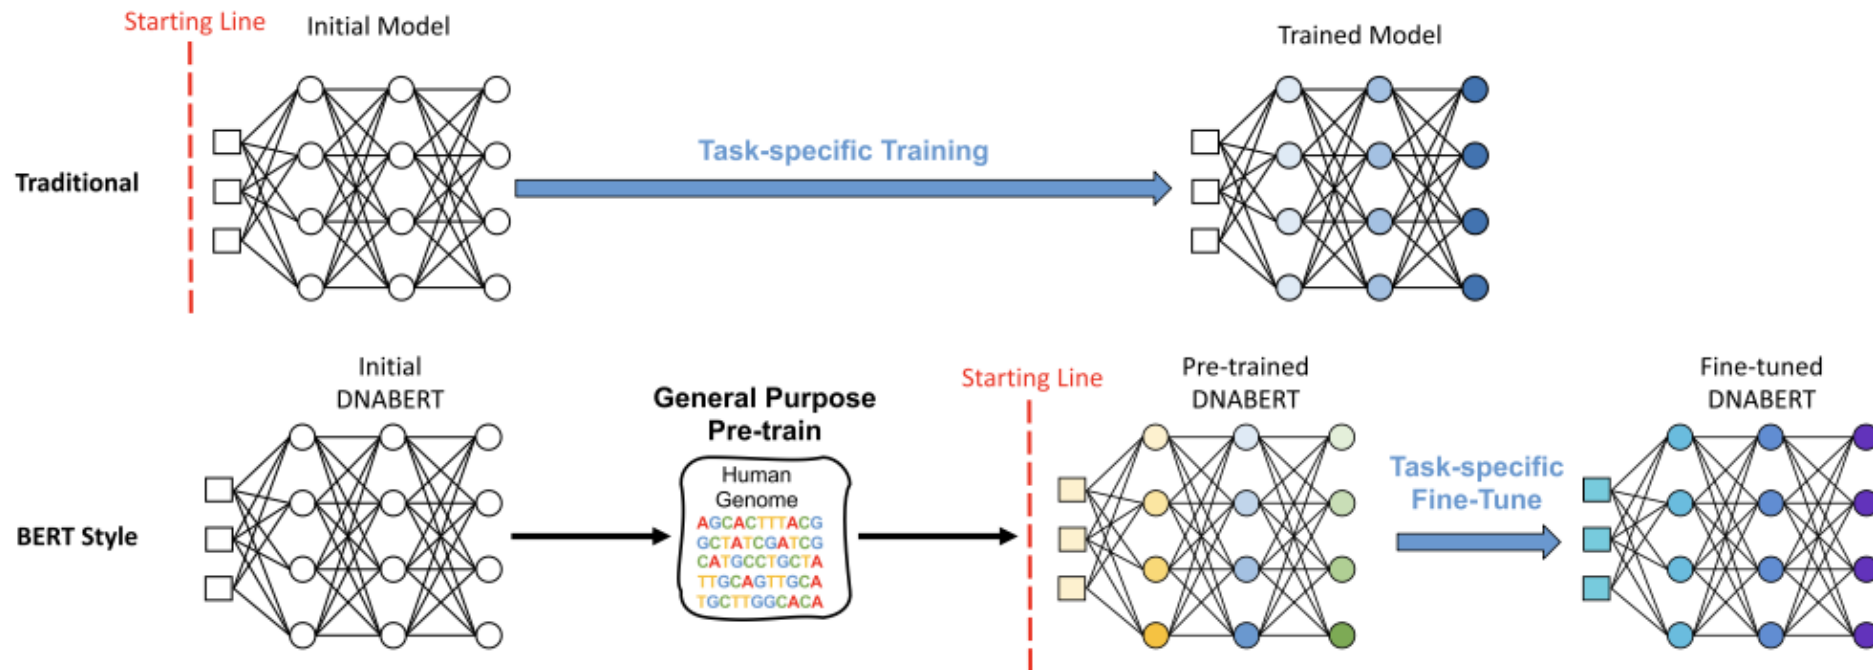 Starting Line
Initial Model
Trained Model
Traditional
Task-specific Training
BERT Style
Initial
DNABERT
General Purpose
Pre-train
Human
Genome
AGCACTTTACG
GCTATCGATCG
CATGCCTGCTA
TTGCAGTTGCA
TGCTTGGCACA
Starting Line
Pre-trained
DNABERT
Task-specific
Fine-Tune
Fine-tuned
DNABERT